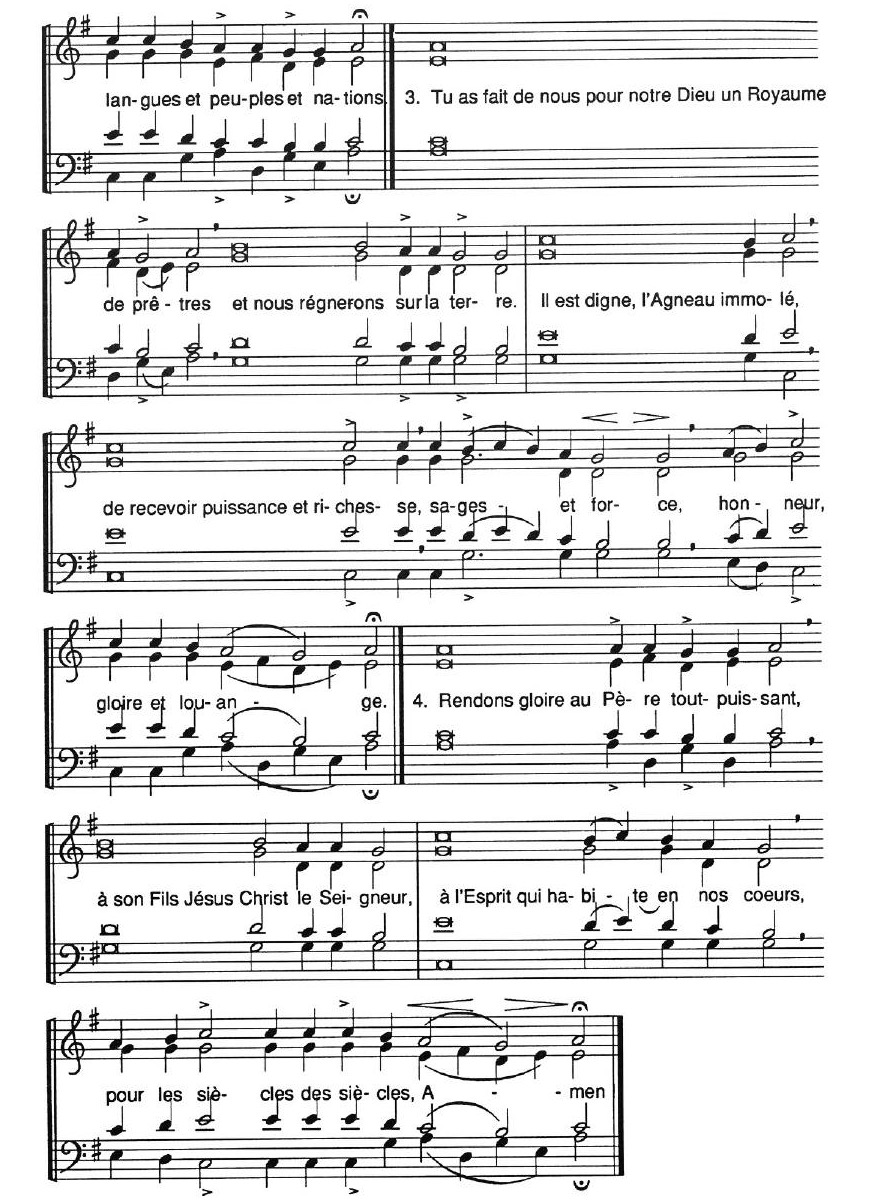 lan-gues et peu-ples et na-tions. 3. Tu as fait de nous pour notre Dieu un Royaume
de prê - tres et nous régnerons sur la ter- re. Il est digne, l'Agneau immo- lé,
de recevoir puissance et ri- ches- se, sa-ges - et for- ce, hon - neur,
gloire et lou- an - ge. 4. Rendons gloire au Pè- re tout- puis- sant,
à son Fils Jésus Christ le Sei- gneur, à l'Esprit qui ha- bi - te en nos coeurs,
pour les siè- cles des siè- cles, A - - men